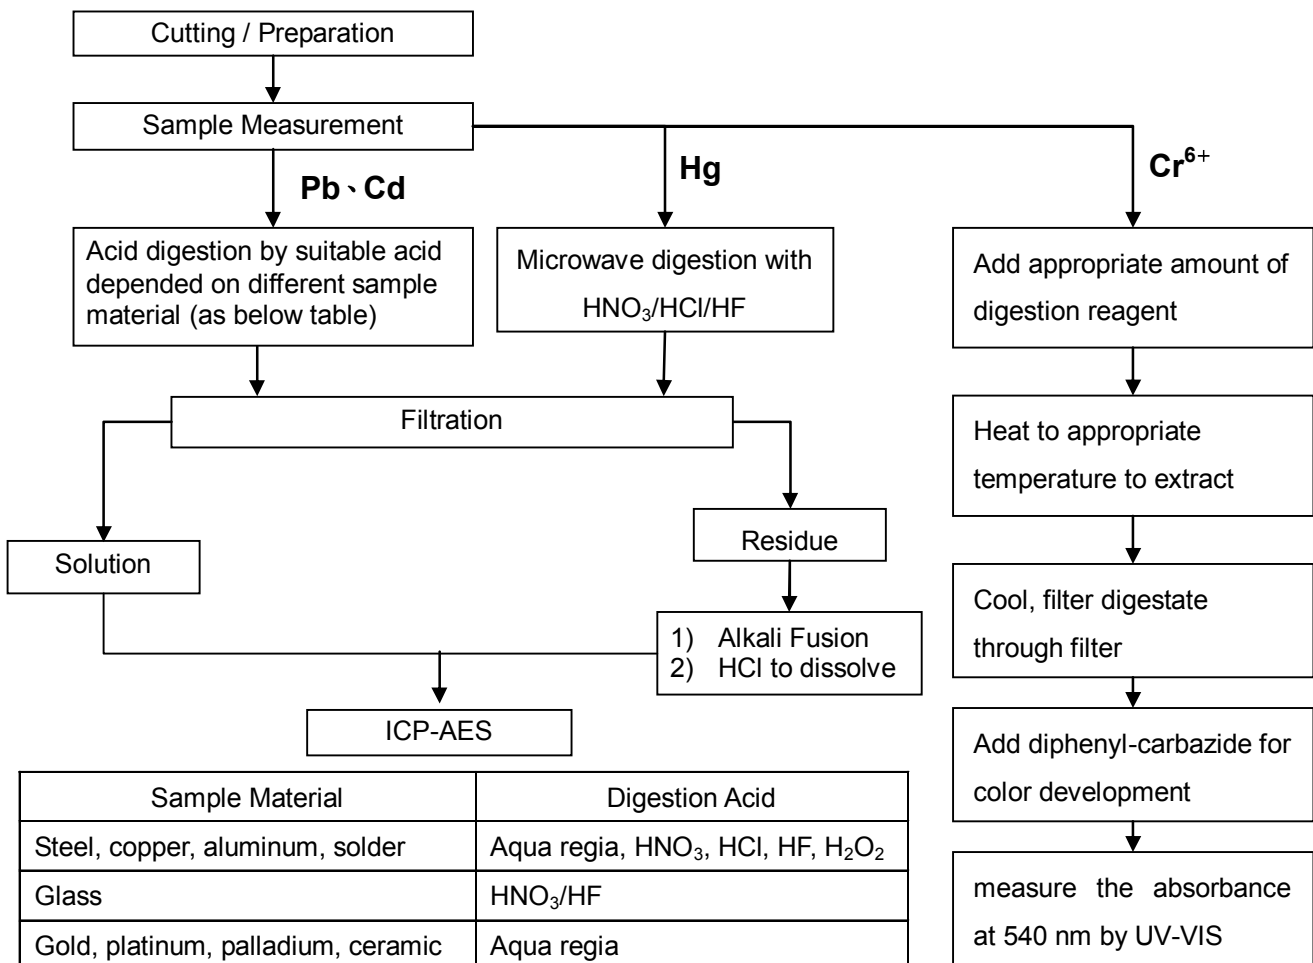 Cutting / Preparation
Sample Measurement
Pb、Cd
Hg
Cr⁶⁺
Acid digestion by suitable acid
depended on different sample
material (as below table)
Microwave digestion with
HNO₃/HCl/HF
Add appropriate amount of
digestion reagent
Filtration
Heat to appropriate
temperature to extract
Solution
Residue
1) Alkali Fusion
2) HCl to dissolve
Cool, filter digestate
through filter
ICP-AES
Add diphenyl-carbazide for
color development
measure the absorbance
at 540 nm by UV-VIS
Sample Material Digestion Acid
Steel, copper, aluminum, solder Aqua regia, HNO₃, HCl, HF, H₂O₂
Glass HNO₃/HF
Gold, platinum, palladium, ceramic Aqua regia